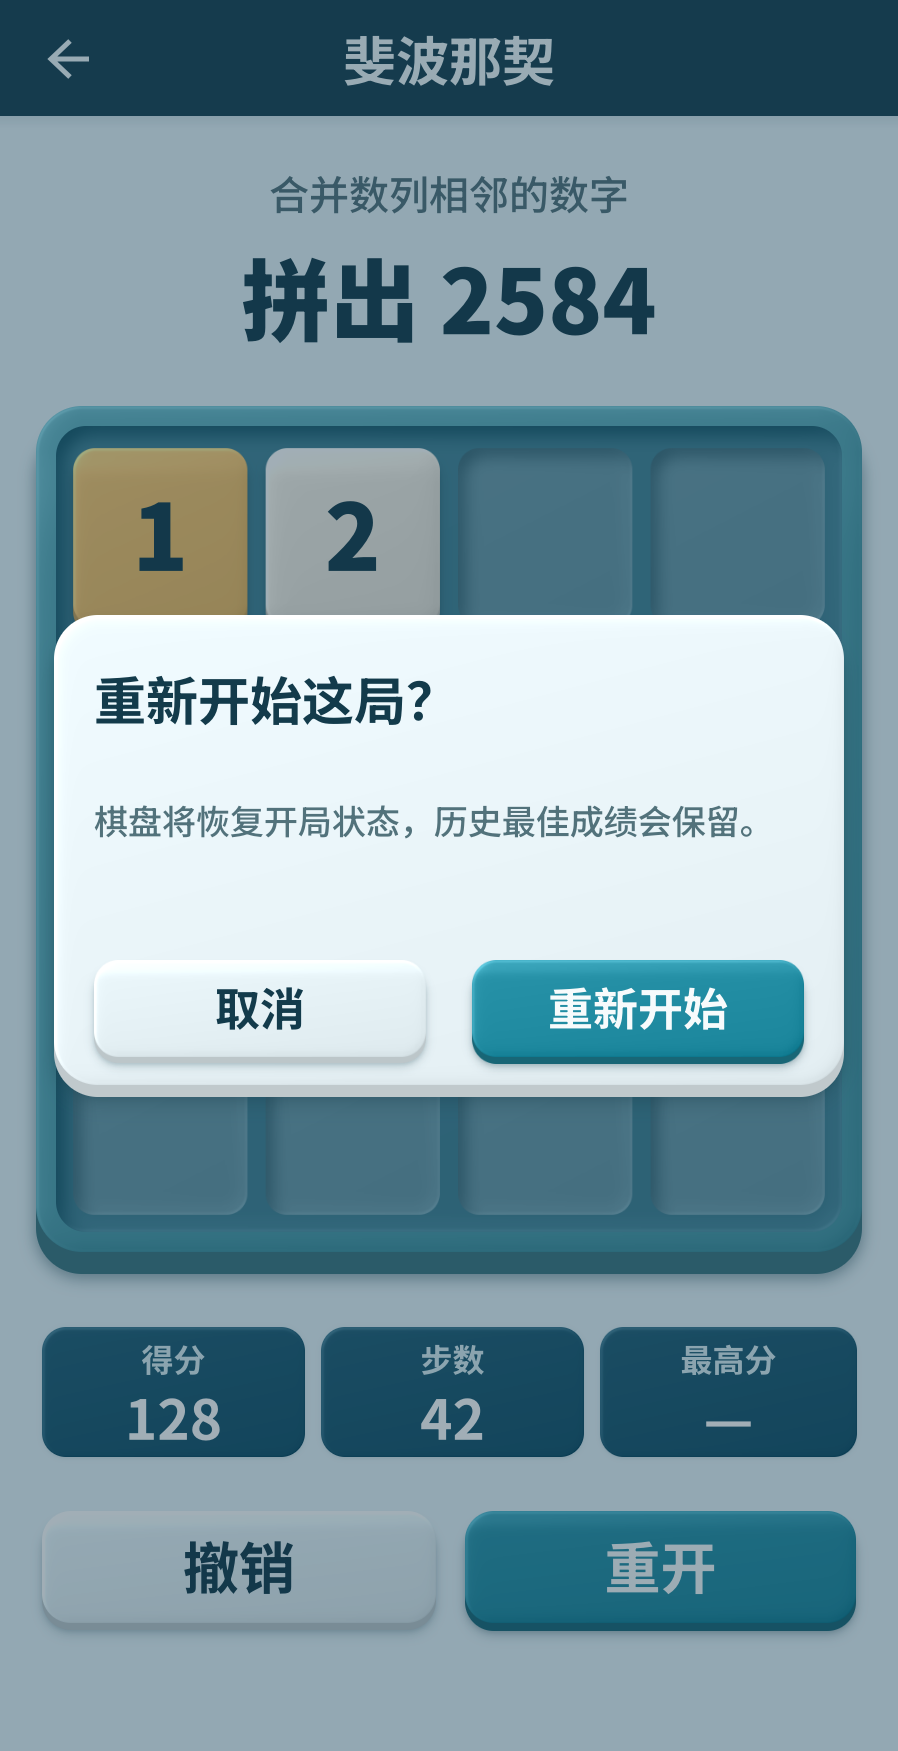 斐波那契
合并数列相邻的数字
拼出 2584
1
2
重新开始这局?
棋盘将恢复开局状态，历史最佳成绩会保留。
取消
重新开始
得分
步数
最高分
128
42
—
撤销
重开